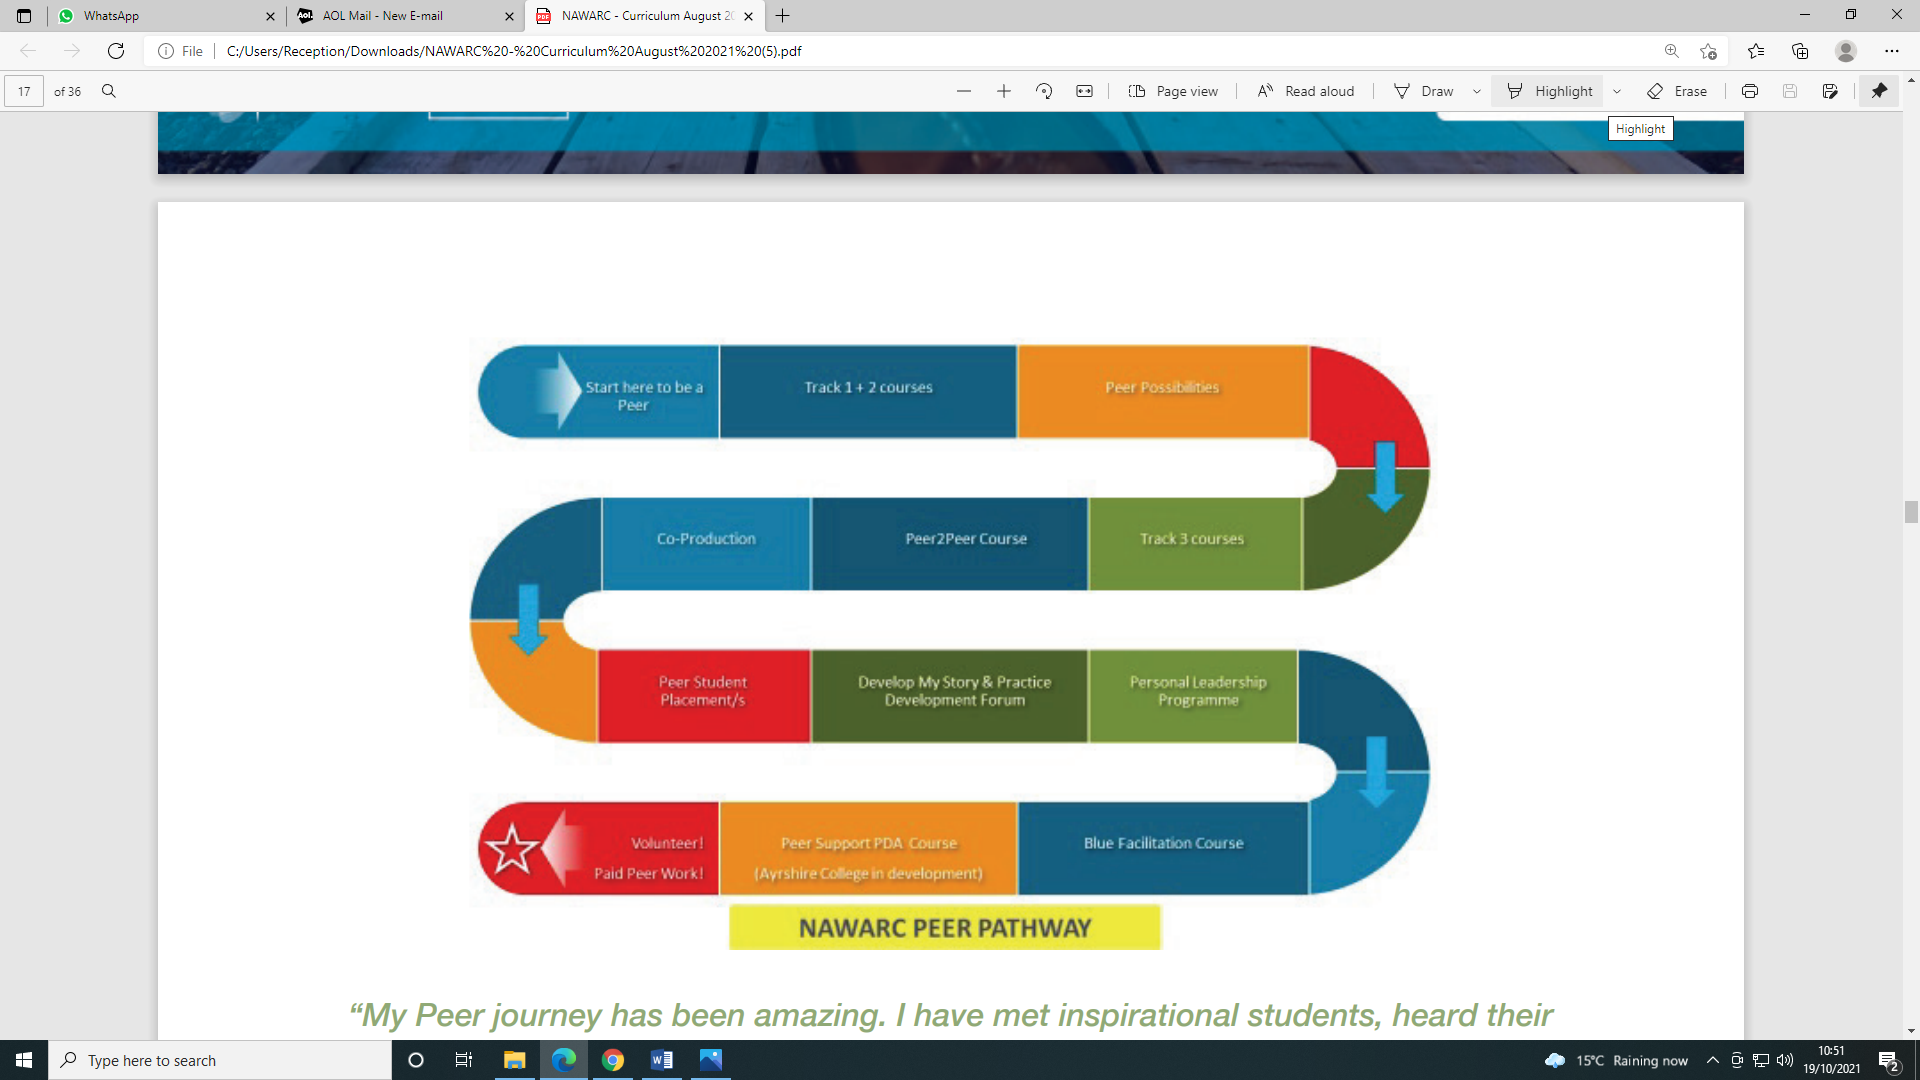 WhatsApp
AOL Mail - New E-mail
NAWARC - Curriculum August 20
File
C:/Users/Reception/Downloads/NAWARC%20-%20Curriculum%20August%202021%20(5).pdf
17 of 36
Page view
Read aloud
Draw
Highlight
Erase
Highlight
Start here to be a
Peer
Track 1 + 2 courses
Peer Possibilities
Co-Production
Peer2Peer Course
Track 3 courses
Peer Student
Placement/s
Develop My Story & Practice
Development Forum
Personal Leadership
Programme
Volunteer!
Paid Peer Work!
Peer Support PDA Course
(Ayrshire College in development)
Blue Facilitation Course
NAWARC PEER PATHWAY
“My Peer journey has been amazing. I have met inspirational students, heard their
Type here to search
15°C Raining now
10:51
19/10/2021
2